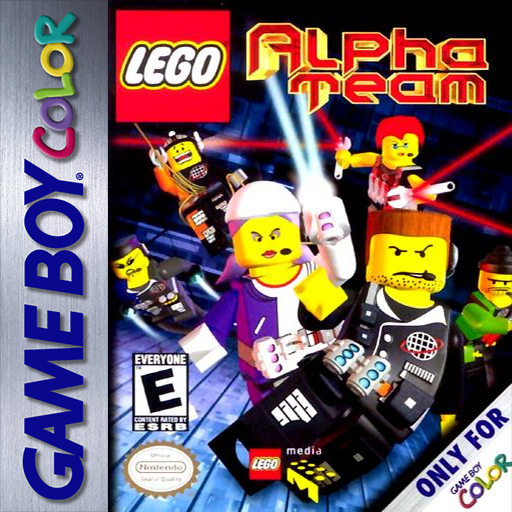 GAME BOY COLOR
LEGO
Alpha
Team
EVERYONE
E
CONTENT RATED BY
ESRB
Official
Nintendo
Seal of Quality
LEGO
media
ONLY FOR
GAME BOY
COLOR